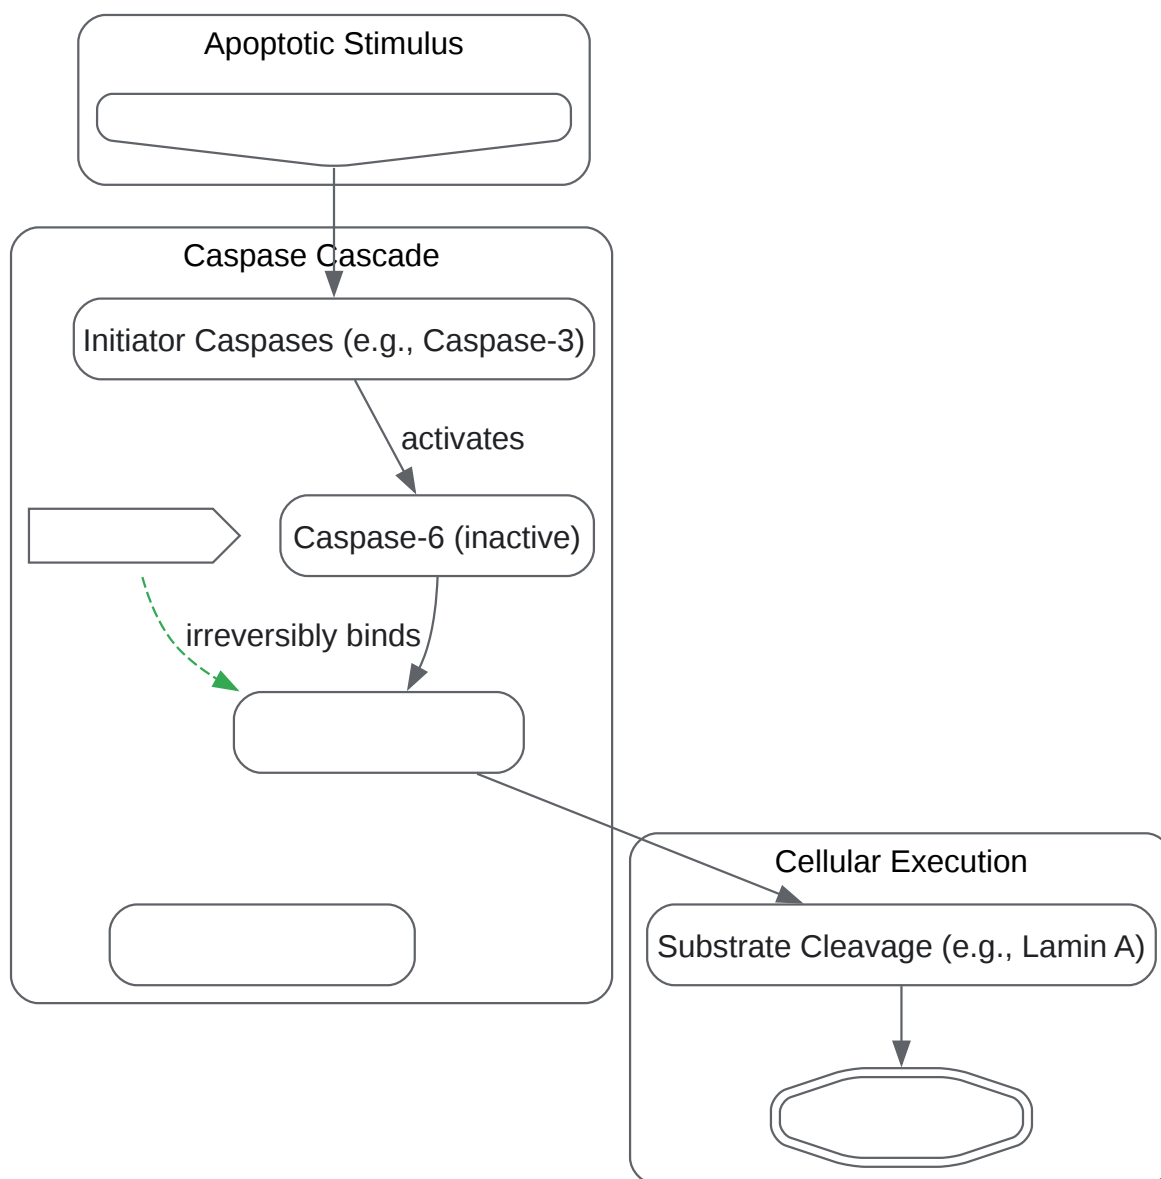 Apoptotic Stimulus
Caspase Cascade
Initiator Caspases (e.g., Caspase-3)
activates
Caspase-6 (inactive)
irreversibly binds
Cellular Execution
Substrate Cleavage (e.g., Lamin A)